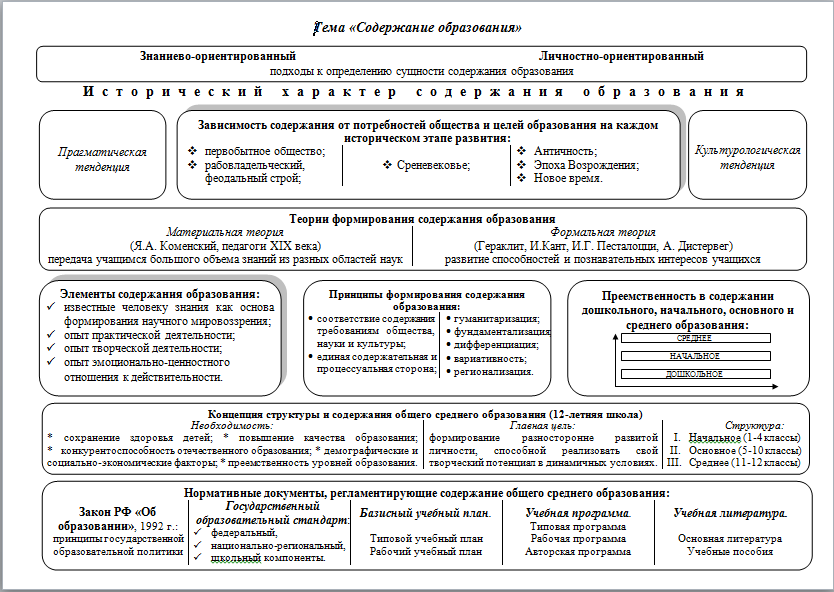 Тема «Содержание образования»
Знаниево-ориентированный Личностно-ориентированный
подходы к определению сущности содержания образования
Исторический характер содержания образования
Прагматическая
тенденция
Зависимость содержания от потребностей общества и целей образования на каждом
историческом этапе развития:
❖ первобытное общество;
❖ рабовладельческий,
феодальный строй;
❖ Среневековье;
❖ Античность;
❖ Эпоха Возрождения;
❖ Новое время.
Культурологическая
тенденция
Теории формирования содержания образования
Материальная теория
(Я.А. Коменский, педагоги XIX века)
передача учащимся большого объема знаний из разных областей наук
Формальная теория
(Гераклит, И.Кант, И.Г. Песталоцци, А. Дистервег)
развитие способностей и познавательных интересов учащихся
Элементы содержания образования:
✓ известные человеку знания как основа
формирования научного мировоззрения;
✓ опыт практической деятельности;
✓ опыт творческой деятельности;
✓ опыт эмоционально-ценностного
отношения к действительности.
Принципы формирования содержания
образования:
• соответствие содержания
требованиям общества,
науки и культуры;
• единая содержательная и
процессуальная сторона;
• гуманитаризация;
• фундаментализация
• дифференциация;
• вариативность;
• регионализация.
Преемственность в содержании
дошкольного, начального, основного и
среднего образования:
СРЕДНЕЕ
НАЧАЛЬНОЕ
ДОШКОЛЬНОЕ
Концепция структуры и содержания общего среднего образования (12-летняя школа)
Необходимость:
* сохранение здоровья детей; * повышение качества образования;
* конкурентоспособность отечественного образования; * демографические и
социально-экономические факторы; * преемственность уровней образования.
Главная цель:
формирование разносторонне развитой
личности, способной реализовать свой
творческий потенциал в динамичных условиях.
Структура:
I. Начальное (1-4 классы)
II. Основное (5-10 классы)
III. Среднее (11-12 классы)
Нормативные документы, регламентирующие содержание общего среднего образования:
Закон РФ «Об
образовании», 1992 г.:
принципы государственной
образовательной политики
Государственный
образовательный стандарт:
✓ федеральный,
✓ национально-региональный,
✓ школьный компоненты.
Базисный учебный план.
Типовой учебный план
Рабочий учебный план
Учебная программа.
Типовая программа
Рабочая программа
Авторская программа
Учебная литература.
Основная литература
Учебные пособия